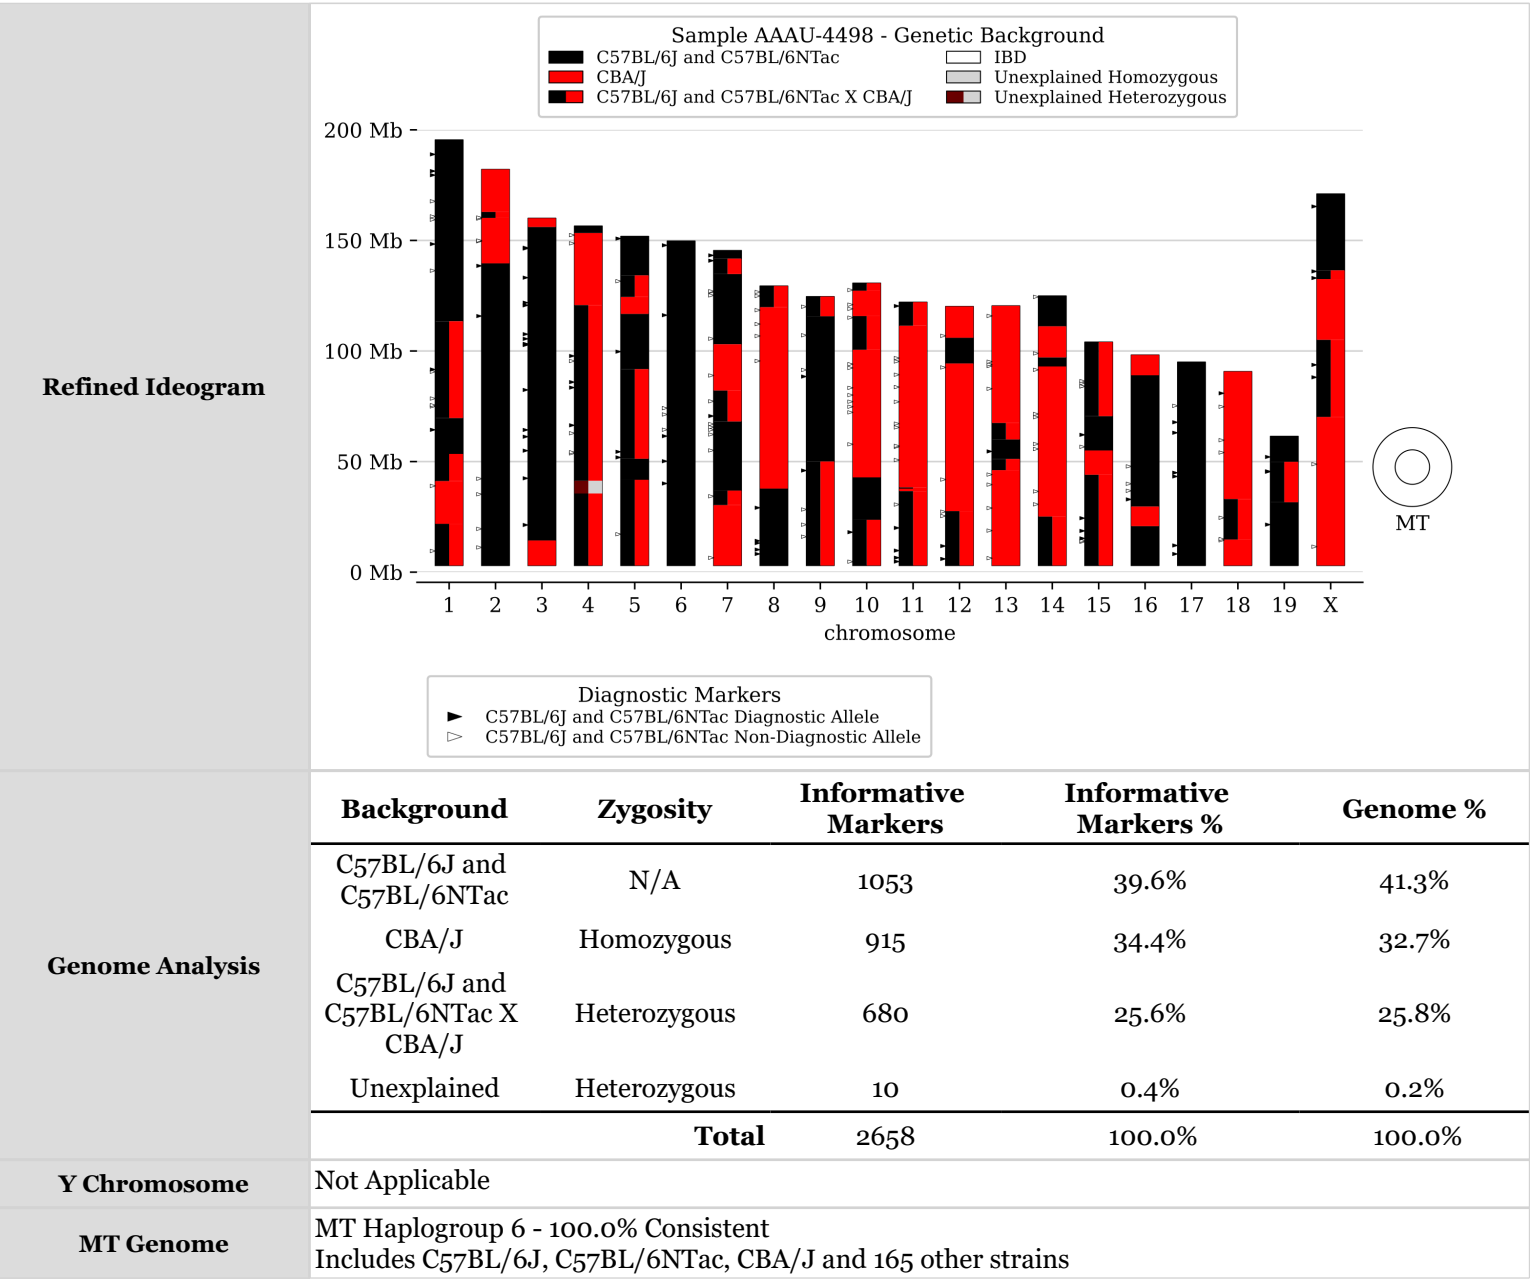 Sample AAAU-4498 - Genetic Background
C57BL/6J and C57BL/6NTac
IBD
CBA/J
Unexplained Homozygous
C57BL/6J and C57BL/6NTac X CBA/J
Unexplained Heterozygous
200 Mb
150 Mb
100 Mb
50 Mb
0 Mb
Refined Ideogram
MT
1 2 3 4 5 6 7 8 9 10 11 12 13 14 15 16 17 18 19 X
chromosome
Diagnostic Markers
C57BL/6J and C57BL/6NTac Diagnostic Allele
C57BL/6J and C57BL/6NTac Non-Diagnostic Allele
Genome Analysis
Background Zygosity Informative Markers Informative Markers % Genome %
C57BL/6J and
C57BL/6NTac
N/A 1053 39.6% 41.3%
CBA/J Homozygous 915 34.4% 32.7%
C57BL/6J and
C57BL/6NTac X
CBA/J
Heterozygous 680 25.6% 25.8%
Unexplained Heterozygous 10 0.4% 0.2%
Total 2658 100.0% 100.0%
Y Chromosome
Not Applicable
MT Genome
MT Haplogroup 6 - 100.0% Consistent
Includes C57BL/6J, C57BL/6NTac, CBA/J and 165 other strains